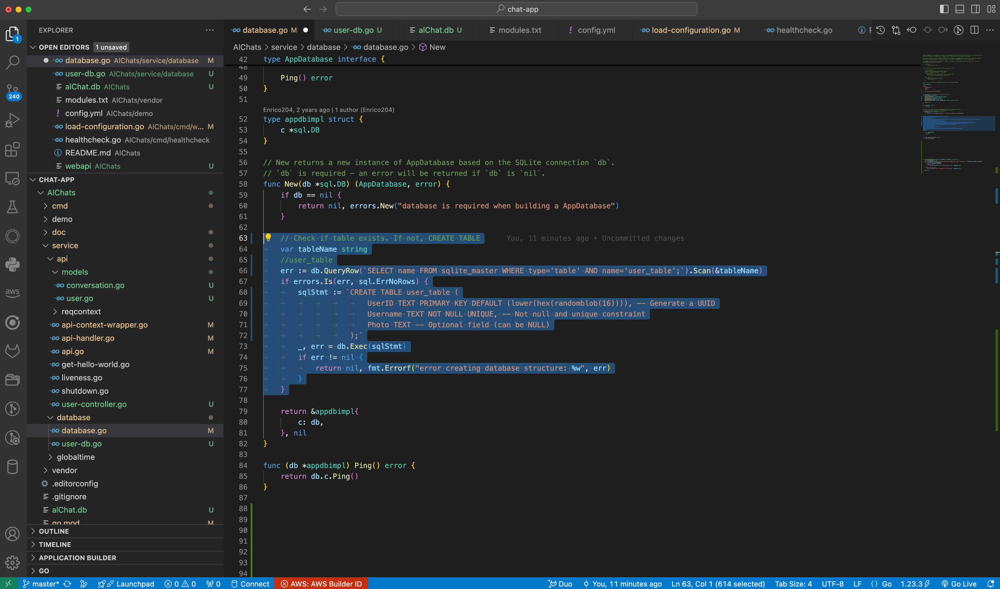 chat-app
EXPLORER
OPEN EDITORS 1 unsaved
database.go AlChats/service/database M
user-db.go AlChats/service/database U
alChat.db AlChats U
modules.txt AlChats/vendor
config.yml AlChats/demo
load-configuration.go AlChats/cmd/w... M
healthcheck.go AlChats/cmd/healthcheck
README.md AlChats
webapi AlChats U
CHAT-APP
AlChats
cmd
demo
doc
service
api
models
conversation.go U
user.go U
reqcontext
api-context-wrapper.go M
api-handler.go M
api.go M
get-hello-world.go
liveness.go
shutdown.go
user-controller.go U
database
database.go M
user-db.go U
globaltime
vendor
.editorconfig
.gitignore
alChat.db U
go.mod M
OUTLINE
TIMELINE
APPLICATION BUILDER
GO
1
240
aws
database.go M user-db.go U alChat.db U modules.txt config.yml load-configuration.go M healthcheck.go
AlChats > service > database > database.go > New
42 type AppDatabase interface {
48
49 Ping() error
50 }
51
Enrico204, 2 years ago | 1 author (Enrico204)
52 type appdbimpl struct {
53 c *sql.DB
54 }
55
56 // New returns a new instance of AppDatabase based on the SQLite connection `db`.
57 // `db` is required – an error will be returned if `db` is `nil`.
58 func New(db *sql.DB) (AppDatabase, error) {
59 if db == nil {
60 return nil, errors.New("database is required when building a AppDatabase")
61 }
62
63 // Check if table exists. If not, CREATE TABLE You, 11 minutes ago • Uncommitted changes
64 var tableName string
65 //user_table
66 err := db.QueryRow(`SELECT name FROM sqlite_master WHERE type='table' AND name='user_table';`).Scan(&tableName)
67 if errors.Is(err, sql.ErrNoRows) {
68 sqlStmt := `CREATE TABLE user_table (
69 UserID TEXT PRIMARY KEY DEFAULT (lower(hex(randomblob(16)))), -- Generate a UUID
70 Username TEXT NOT NULL UNIQUE, -- Not null and unique constraint
71 Photo TEXT -- Optional field (can be NULL)
72 );`
73 _, err = db.Exec(sqlStmt)
74 if err != nil {
75 return nil, fmt.Errorf("error creating database structure: %w", err)
76 }
77 }
78
79 return &appdbimpl{
80 c: db,
81 }, nil
82 }
83
84 func (db *appdbimpl) Ping() error {
85 return db.c.Ping()
86 }
87
88
89
90
91
92
93
94
master* Launchpad 0 0 0 Connect AWS: AWS Builder ID Duo You, 11 minutes ago Ln 63, Col 1 (614 selected) Tab Size: 4 UTF-8 LF {} Go 1.23.3 Go Live